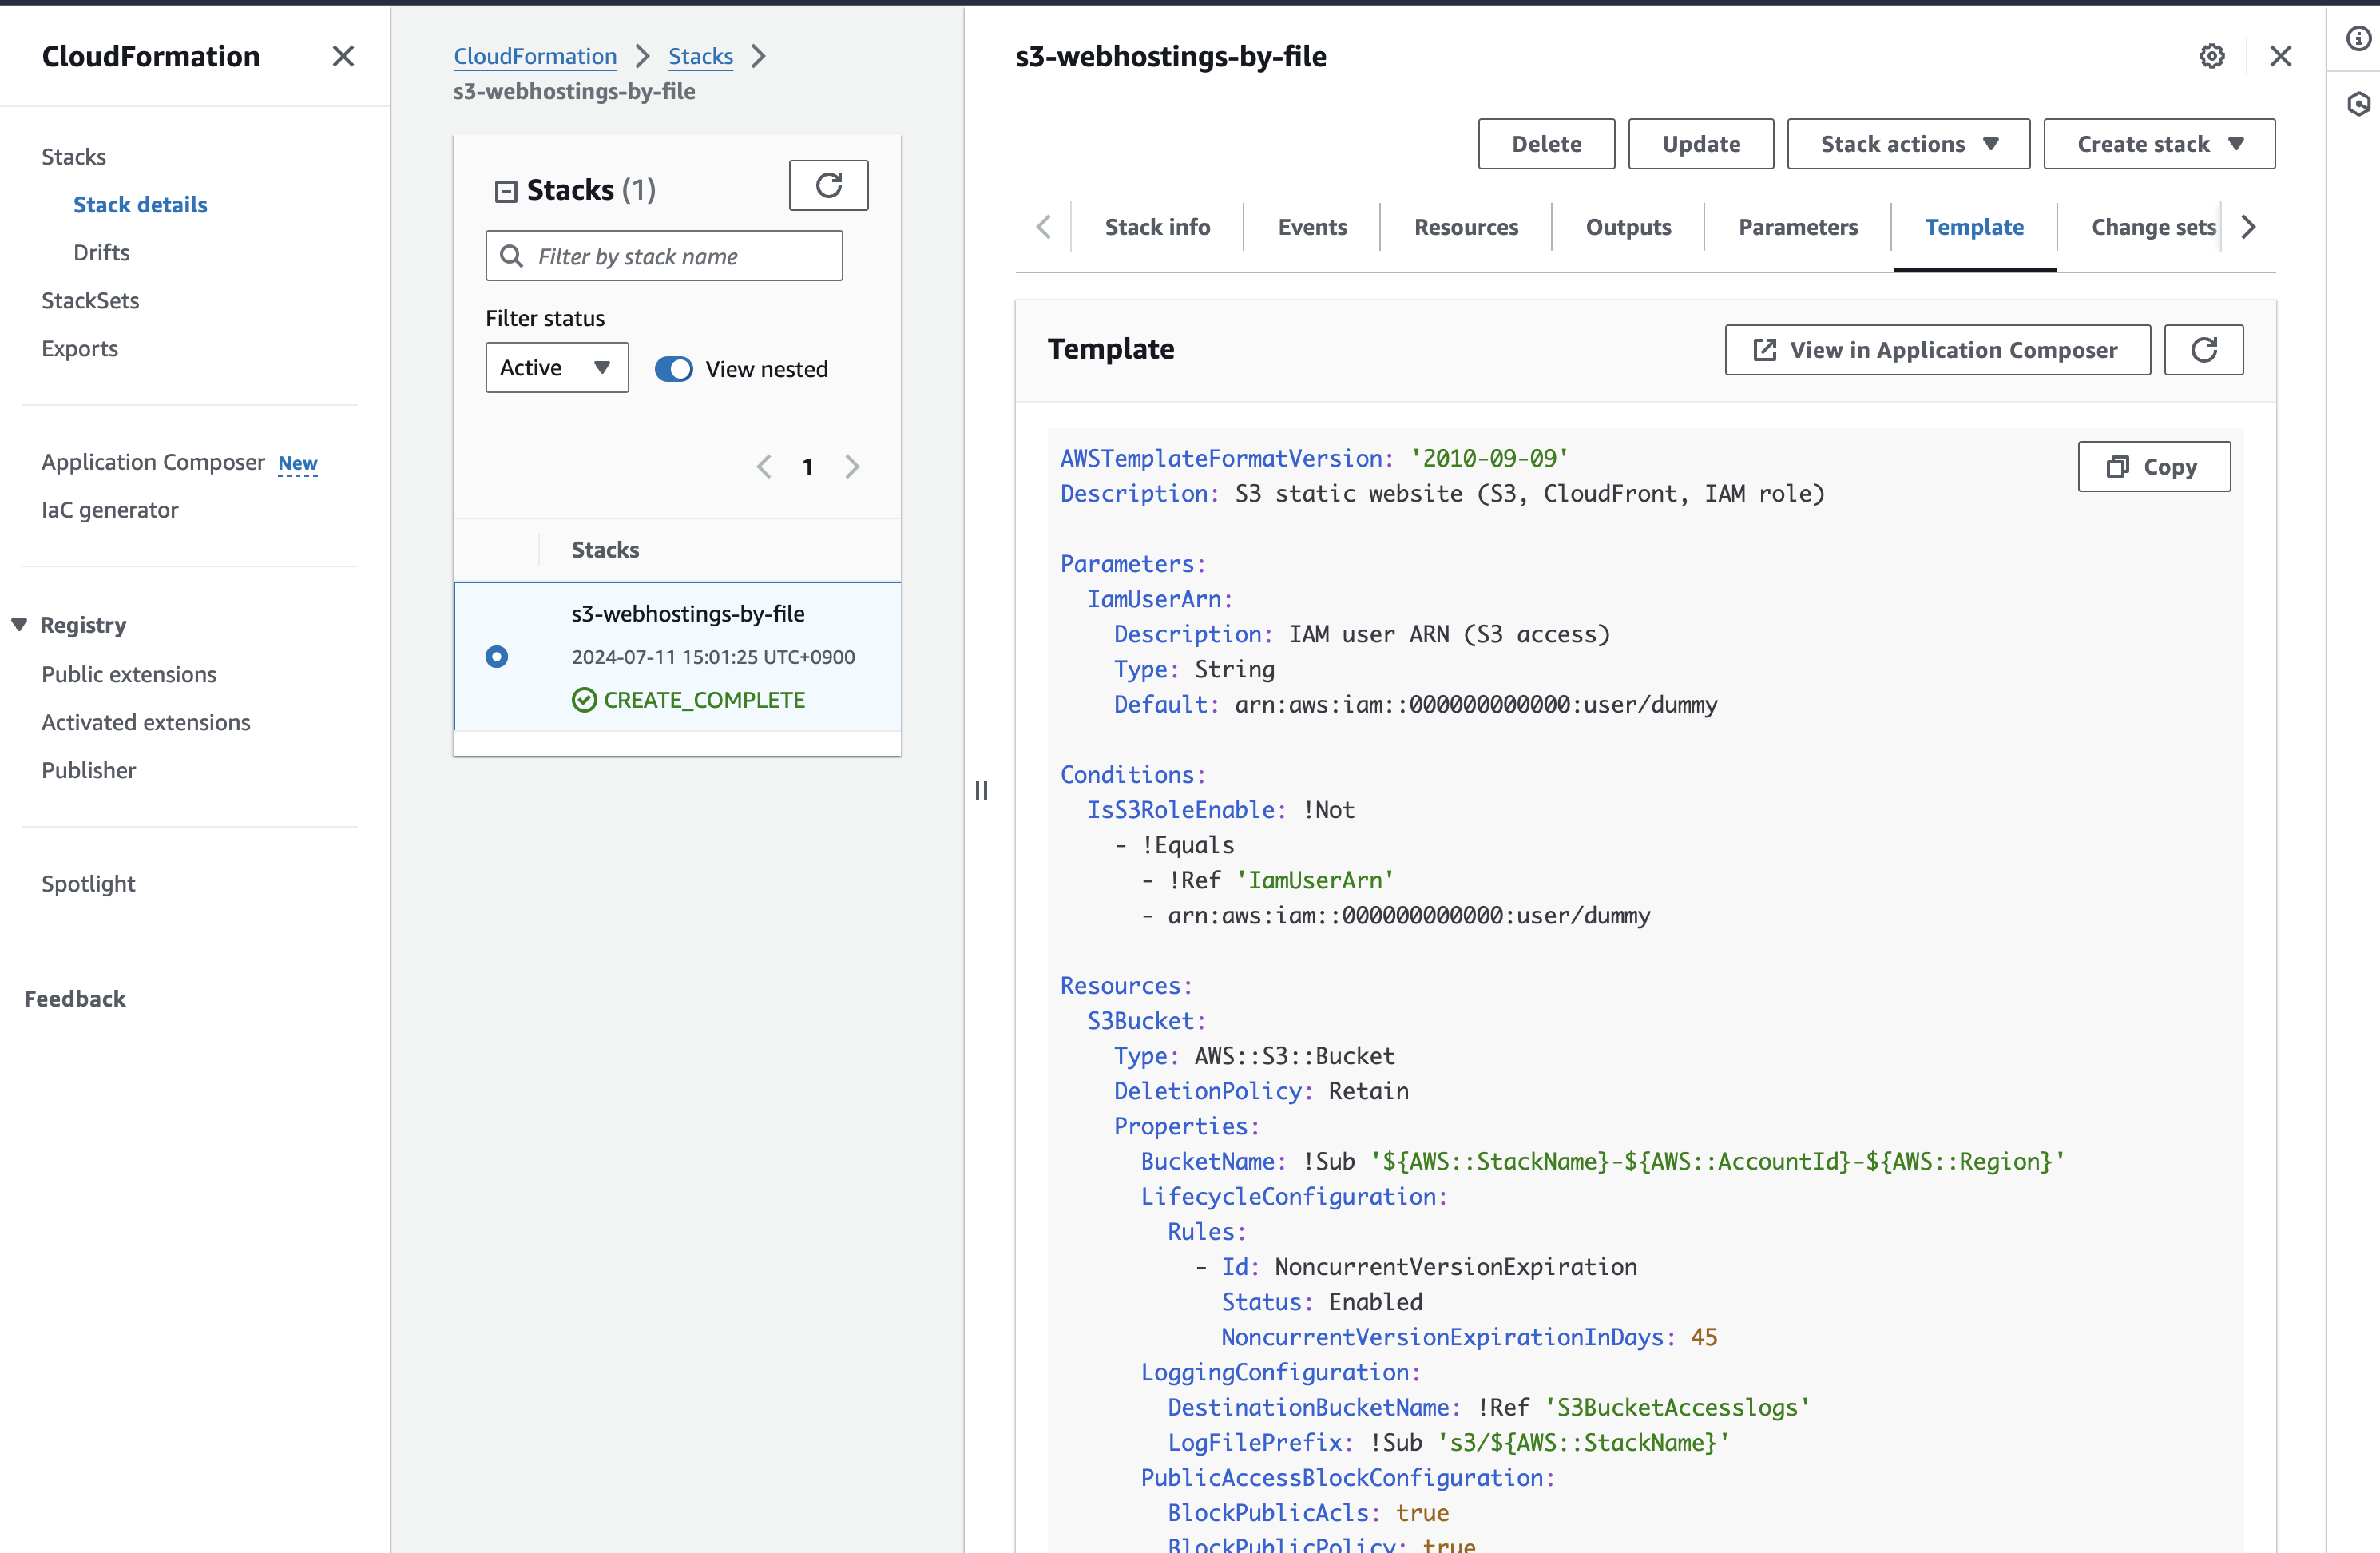 CloudFormation
Stacks
Stack details
Drifts
StackSets
Exports
Application Composer New
IaC generator
Registry
Public extensions
Activated extensions
Publisher
Spotlight
Feedback
CloudFormation
Stacks
s3-webhostings-by-file
Stacks (1)
Filter by stack name
Filter status
Active
View nested
1
Stacks
s3-webhostings-by-file
2024-07-11 15:01:25 UTC+0900
CREATE_COMPLETE
s3-webhostings-by-file
Delete
Update
Stack actions
Create stack
Stack info
Events
Resources
Outputs
Parameters
Template
Change sets
Template
View in Application Composer
Copy
AWSTemplateFormatVersion: '2010-09-09'
Description: S3 static website (S3, CloudFront, IAM role)
Parameters:
  IamUserArn:
    Description: IAM user ARN (S3 access)
    Type: String
    Default: arn:aws:iam::000000000000:user/dummy
Conditions:
  IsS3RoleEnable: !Not
    - !Equals
      - !Ref 'IamUserArn'
      - arn:aws:iam::000000000000:user/dummy
Resources:
  S3Bucket:
    Type: AWS::S3::Bucket
    DeletionPolicy: Retain
    Properties:
      BucketName: !Sub '${AWS::StackName}-${AWS::AccountId}-${AWS::Region}'
      LifecycleConfiguration:
        Rules:
          - Id: NoncurrentVersionExpiration
            Status: Enabled
            NoncurrentVersionExpirationInDays: 45
      LoggingConfiguration:
        DestinationBucketName: !Ref 'S3BucketAccesslogs'
        LogFilePrefix: !Sub 's3/${AWS::StackName}'
      PublicAccessBlockConfiguration:
        BlockPublicAcls: true
        BlockPublicPolicy: true